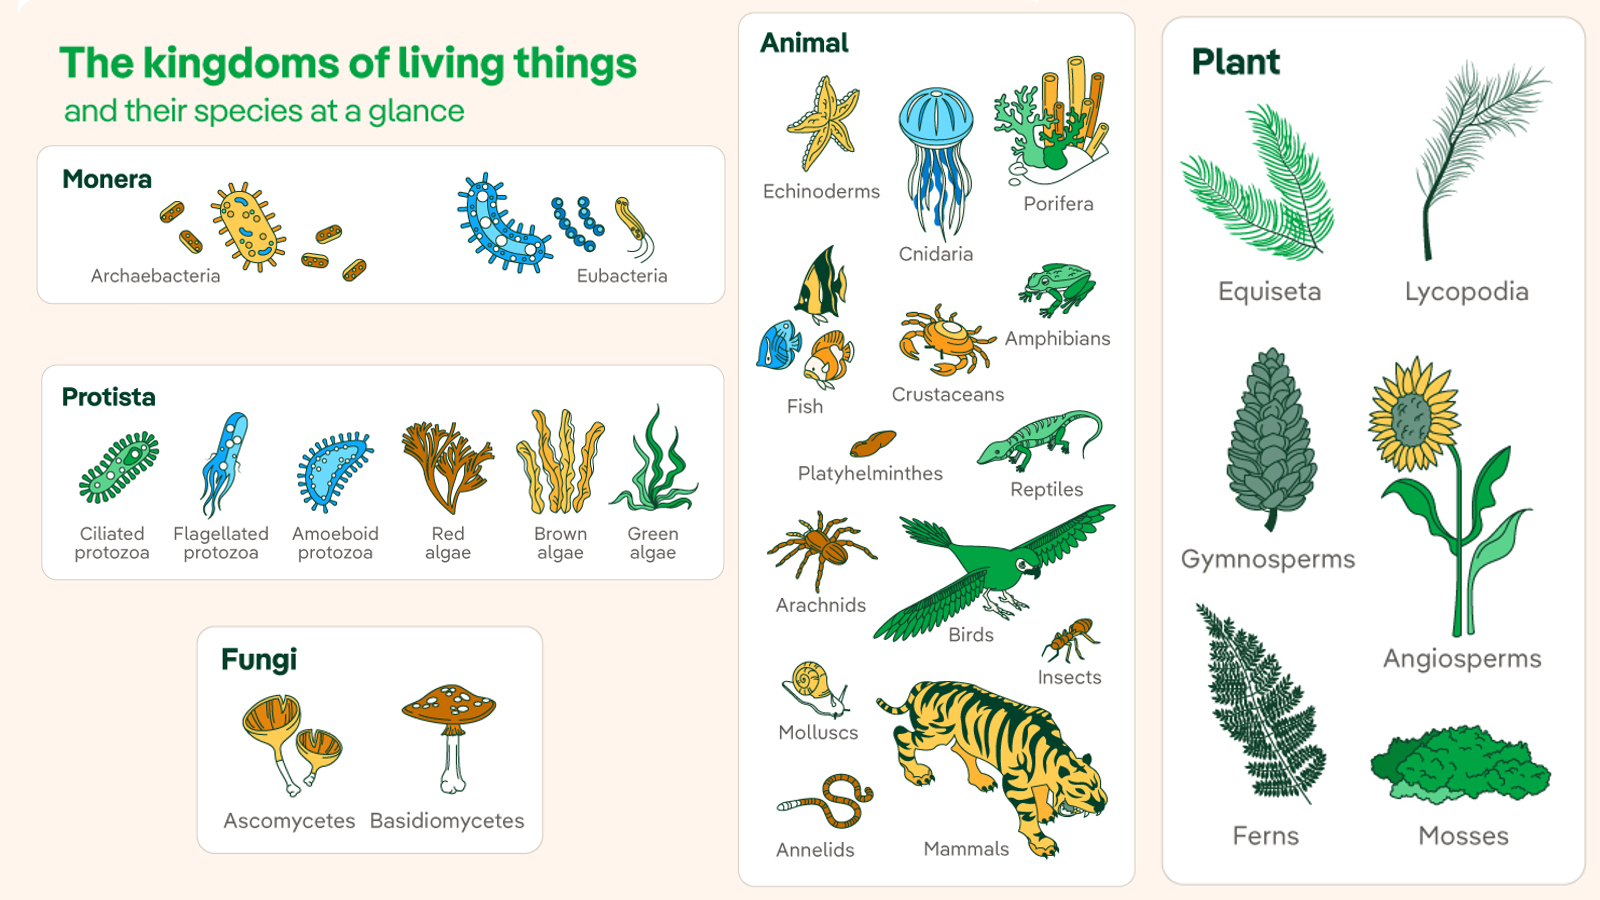 The kingdoms of living things
and their species at a glance
Monera
Archaebacteria
Eubacteria
Protista
Ciliated
protozoa
Flagellated
protozoa
Amoeboid
protozoa
Red
algae
Brown
algae
Green
algae
Fungi
Ascomycetes
Basidiomycetes
Animal
Echinoderms
Cnidaria
Porifera
Fish
Crustaceans
Amphibians
Platyhelminthes
Reptiles
Arachnids
Birds
Insects
Molluscs
Annelids
Mammals
Plant
Equiseta
Lycopodia
Gymnosperms
Angiosperms
Ferns
Mosses